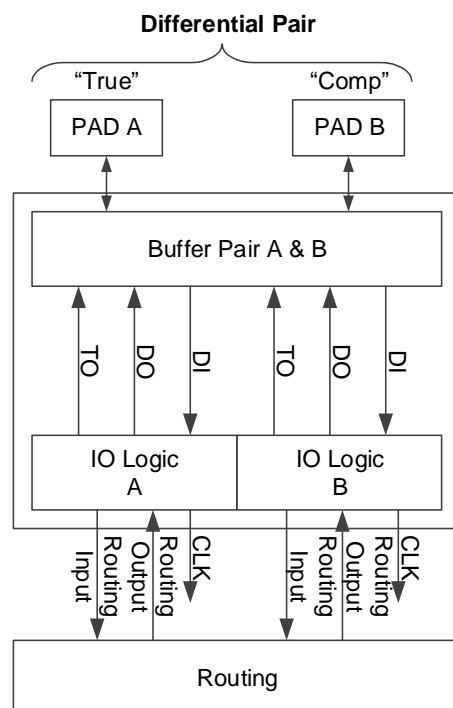 Differential Pair
“True”
“Comp”
PAD A
PAD B
Buffer Pair A & B
TO
DO
DI
TO
DO
DI
IO Logic
A
IO Logic
B
Routing
Input
Routing
Output
CLK
Routing
Input
Routing
Output
CLK
Routing